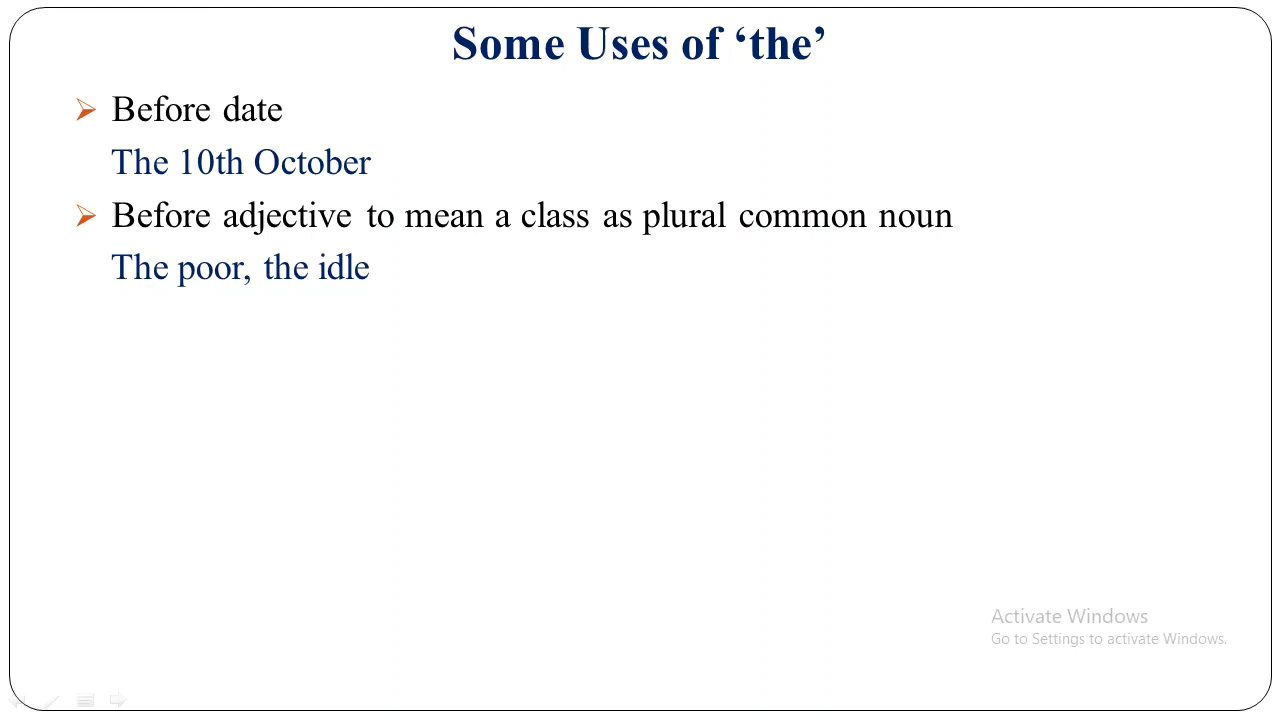 Some Uses of ‘the’
Before date
The 10th October
Before adjective to mean a class as plural common noun
The poor, the idle
Activate Windows
Go to Settings to activate Windows.